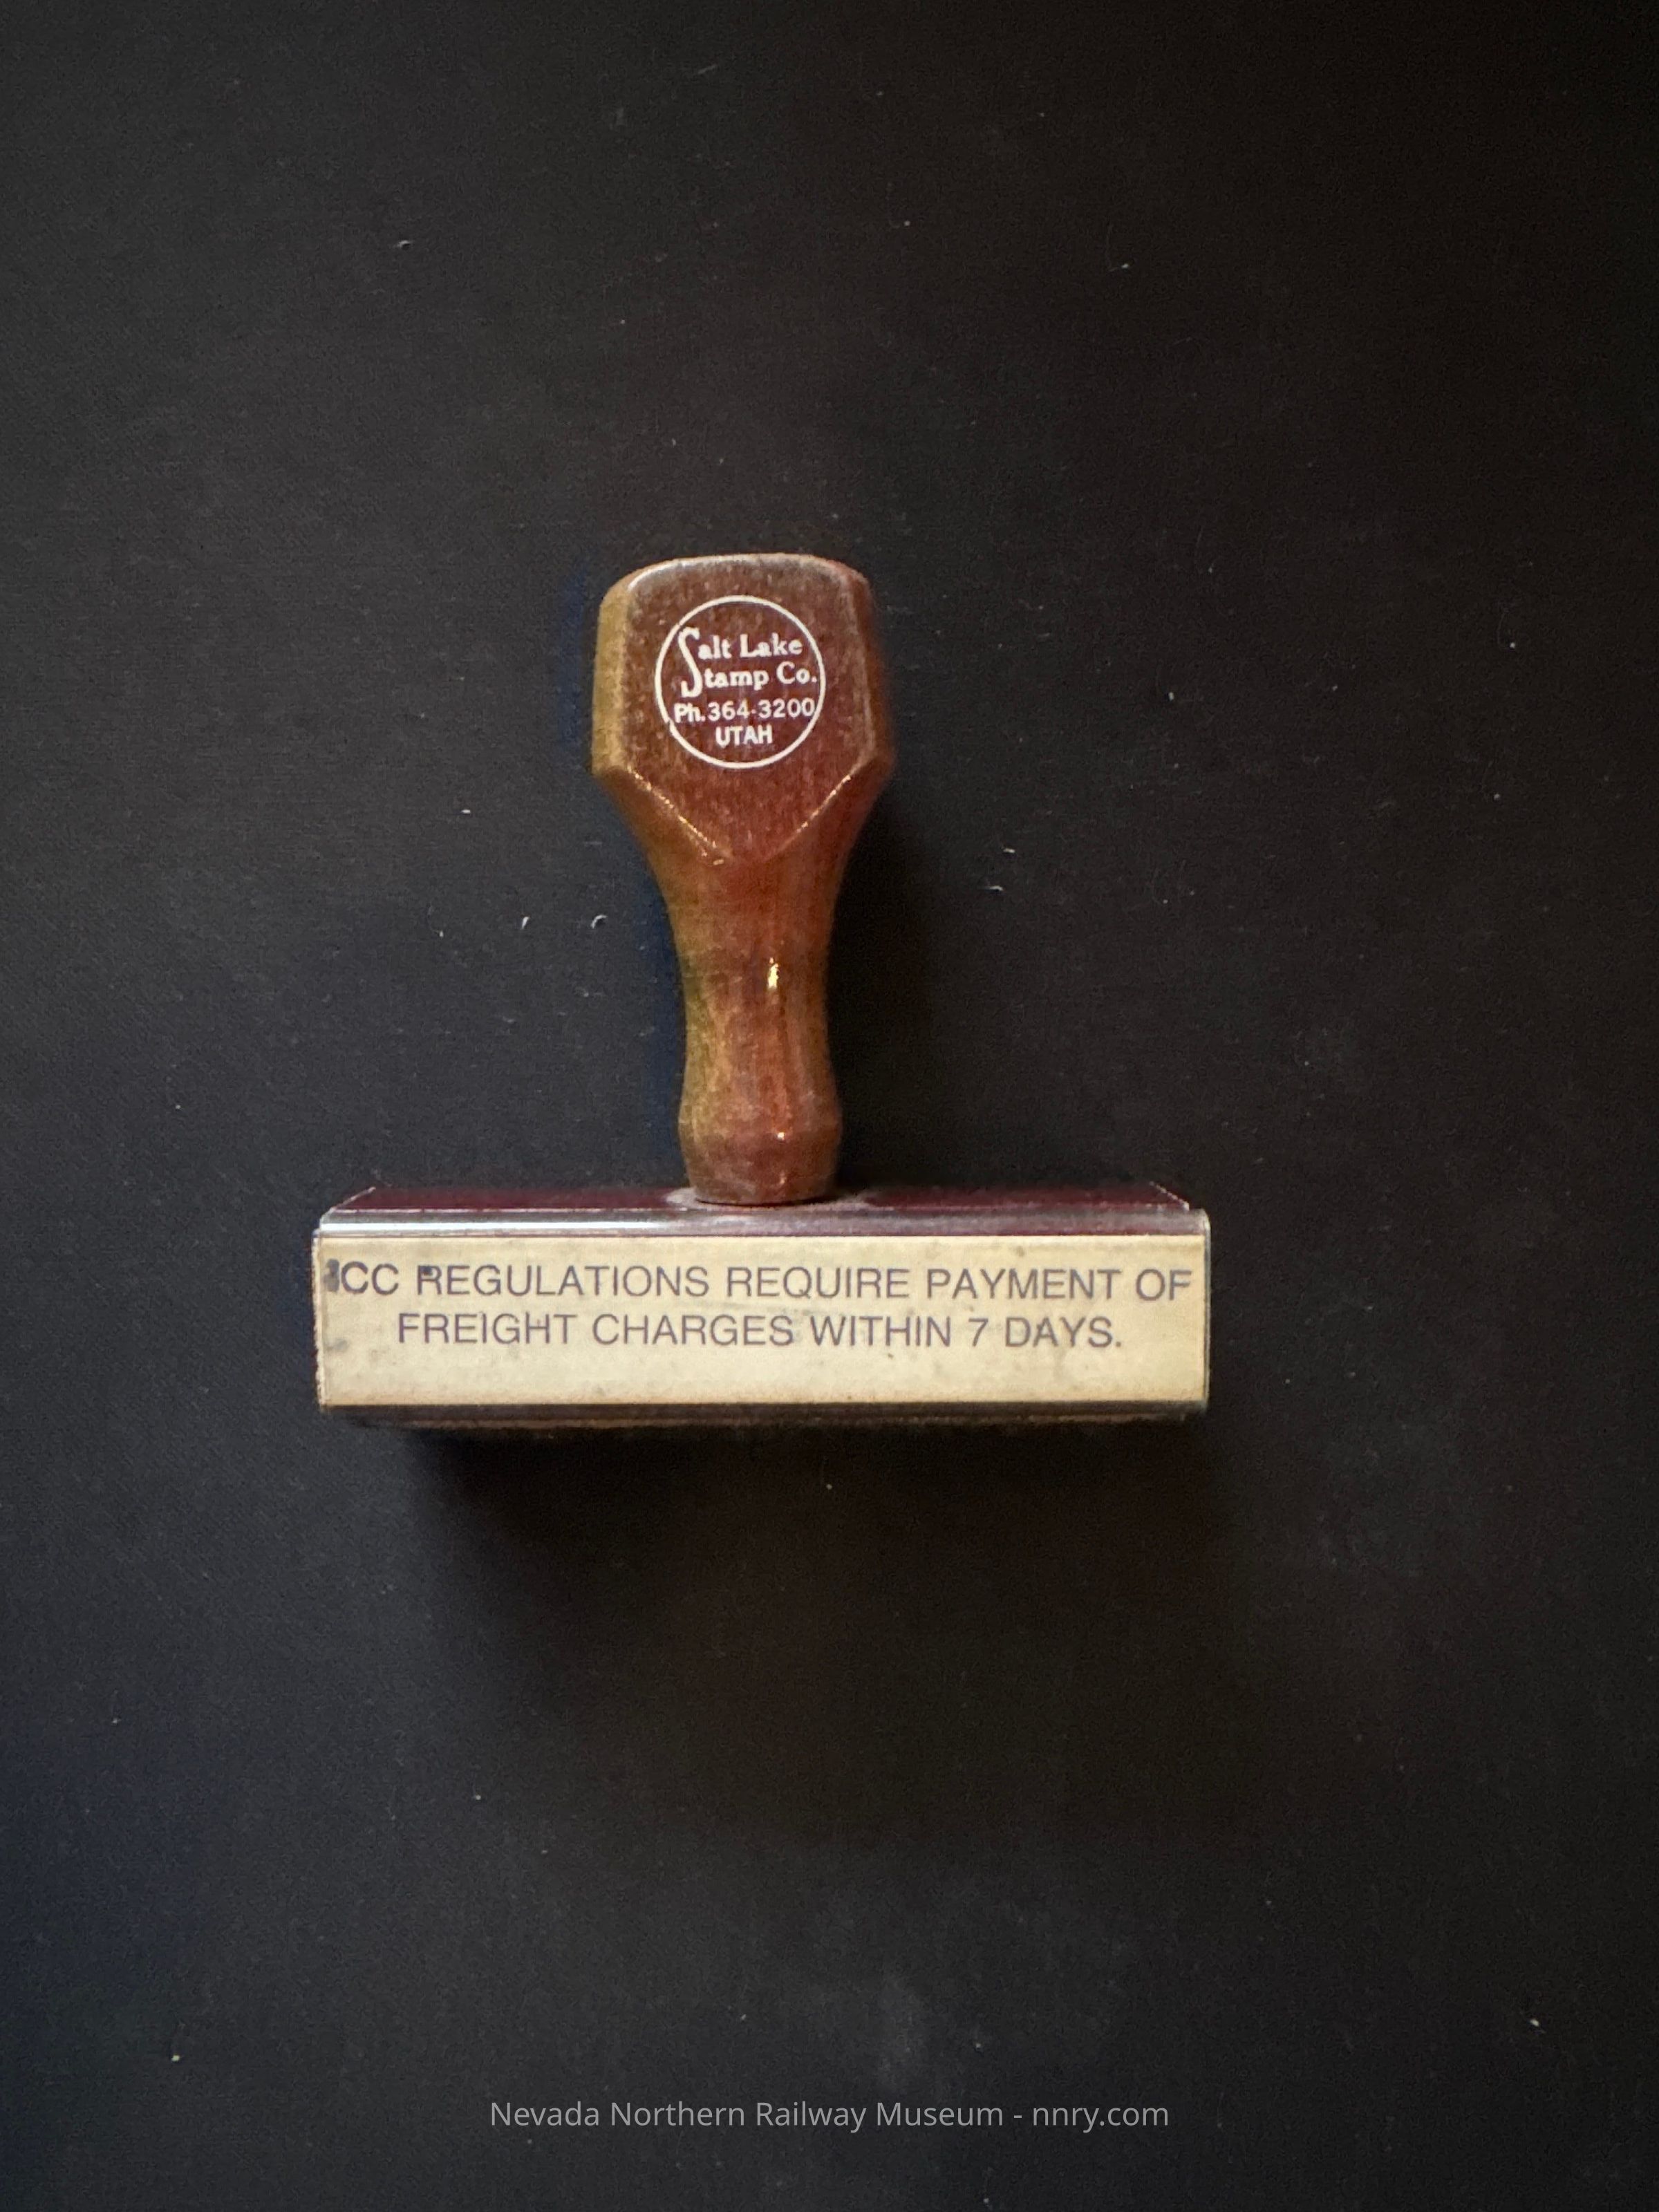 Salt Lake
Stamp Co.
Ph. 364-3200
UTAH
ICC REGULATIONS REQUIRE PAYMENT OF
FREIGHT CHARGES WITHIN 7 DAYS.
Nevada Northern Railway Museum - nnry.com